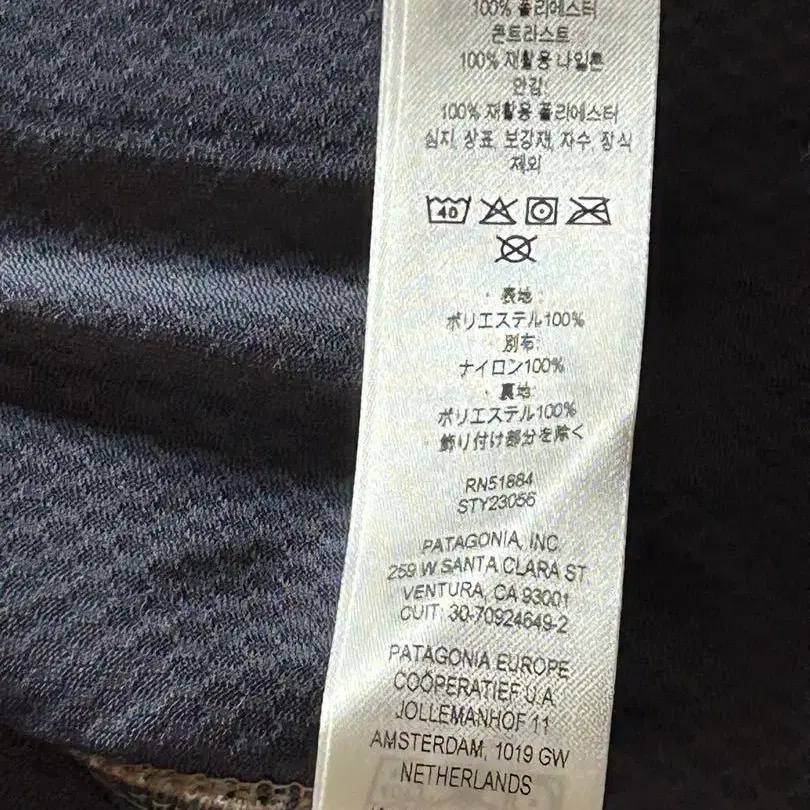 100% 폴리에스터
콘트라스트
100% 재활용 나일론
안감:
100% 재활용 폴리에스터
심지, 상표, 보강재, 자수, 장식
제외
40
・表地:
ポリエステル100%
・別布:
ナイロン100%
・裏地:
ポリエステル100%
・飾り付け部分を除く
RN51884
STY23056
PATAGONIA, INC.
259 W SANTA CLARA ST.
VENTURA, CA 93001
CUIT: 30-70924649-2
PATAGONIA EUROPE
COÖPERATIEF U.A
JOLLEMANHOF 11
AMSTERDAM, 1019 GW
NETHERLANDS